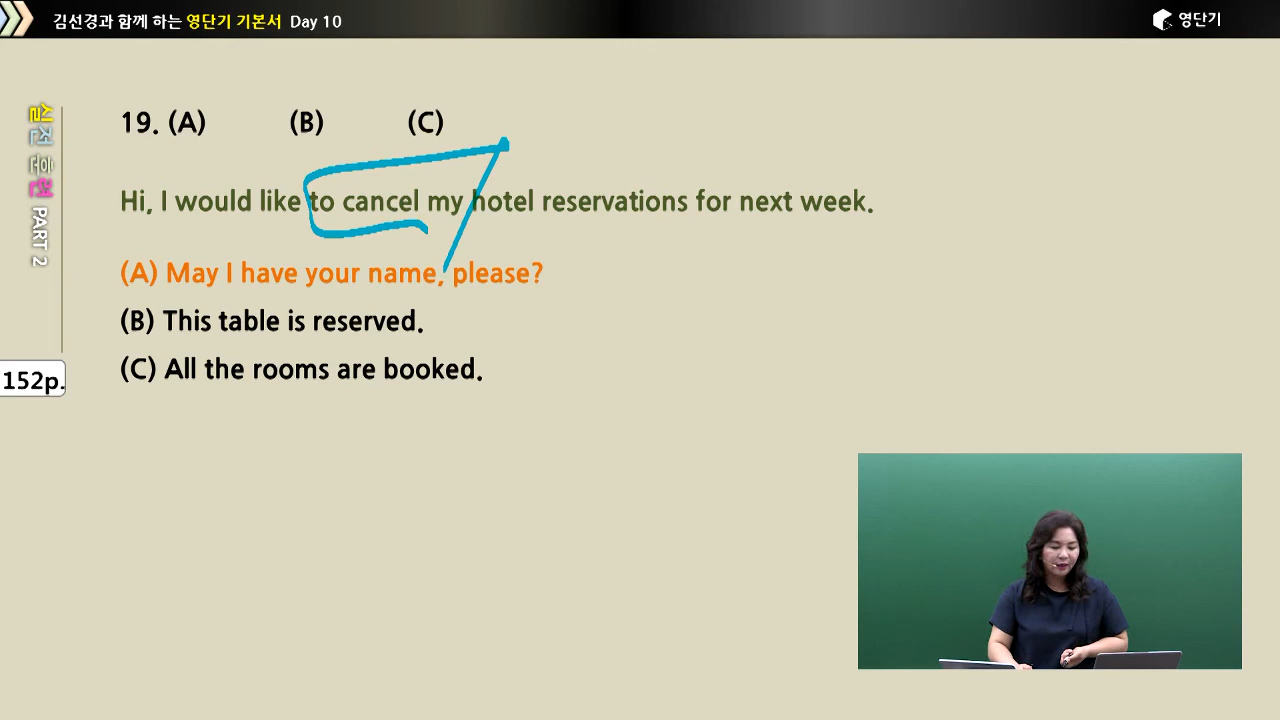 김선경과 함께 하는 영단기 기본서 Day 10
영단기
실전 훈련 PART 2
19. (A) (B) (C)
Hi, I would like to cancel my hotel reservations for next week.
(A) May I have your name, please?
(B) This table is reserved.
(C) All the rooms are booked.
152p.